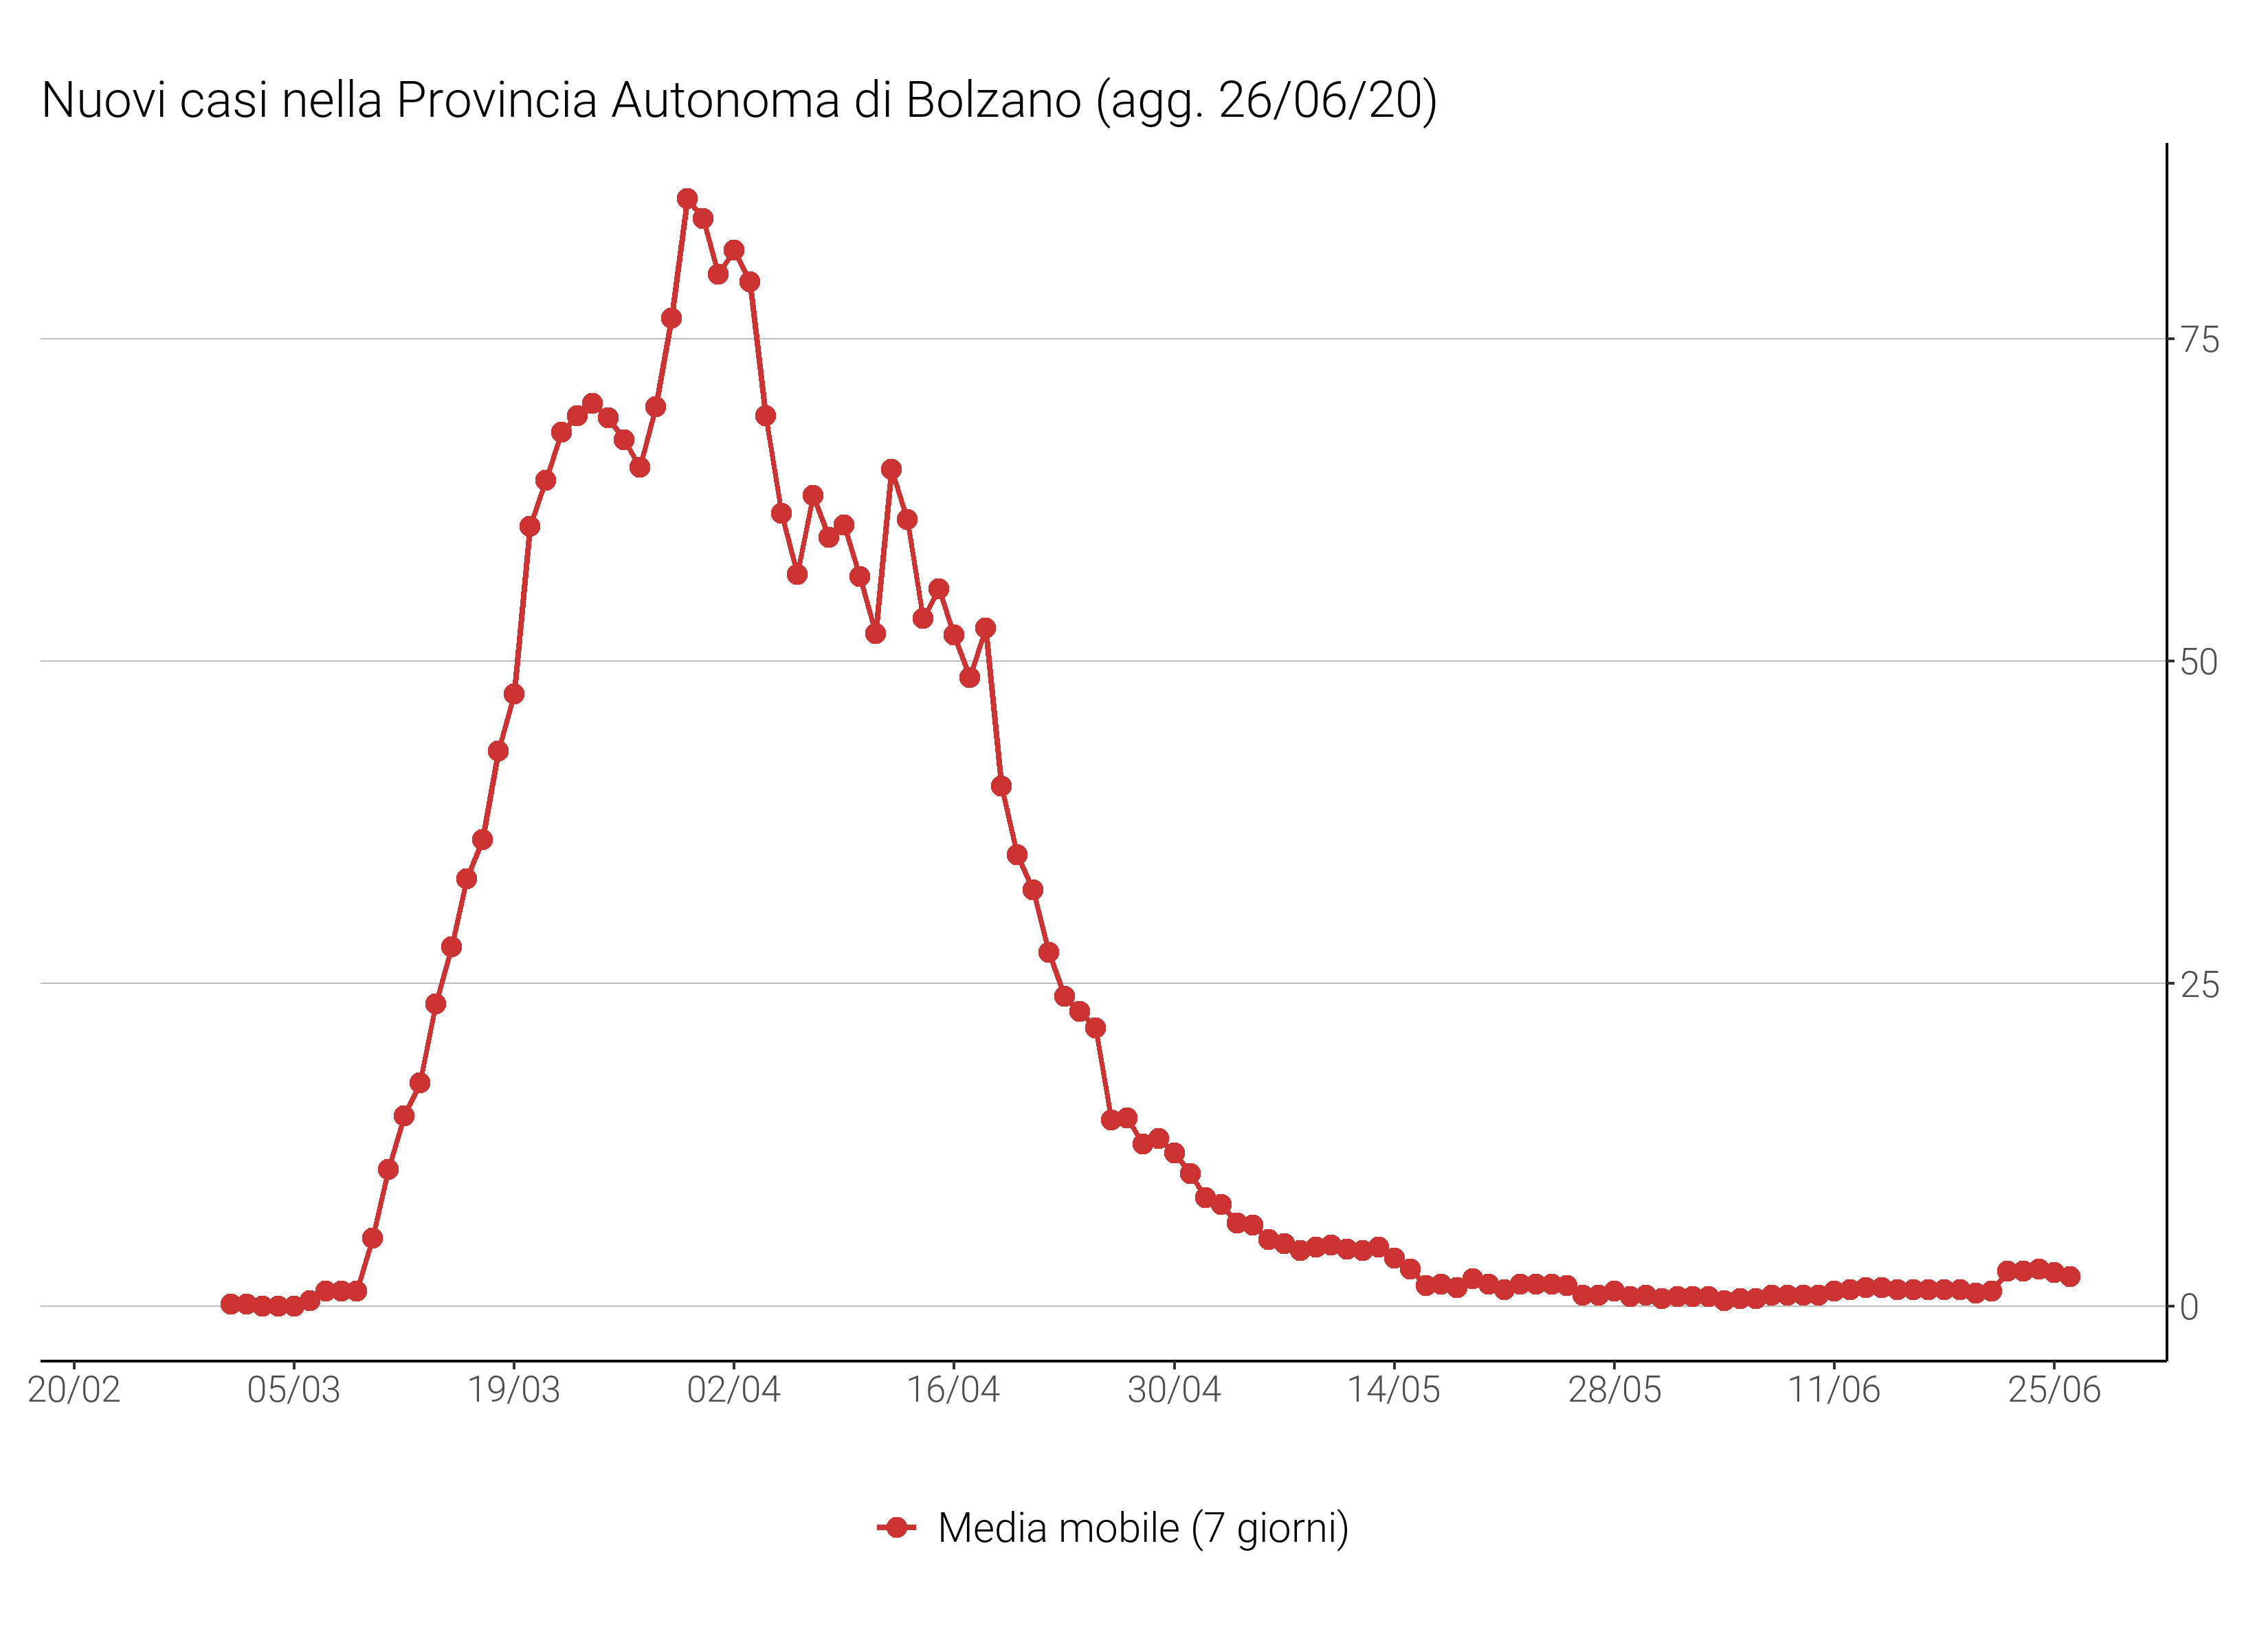 Nuovi casi nella Provincia Autonoma di Bolzano (agg. 26/06/20)
75
50
25
0
20/02 05/03 19/03 02/04 16/04 30/04 14/05 28/05 11/06 25/06
Media mobile (7 giorni)